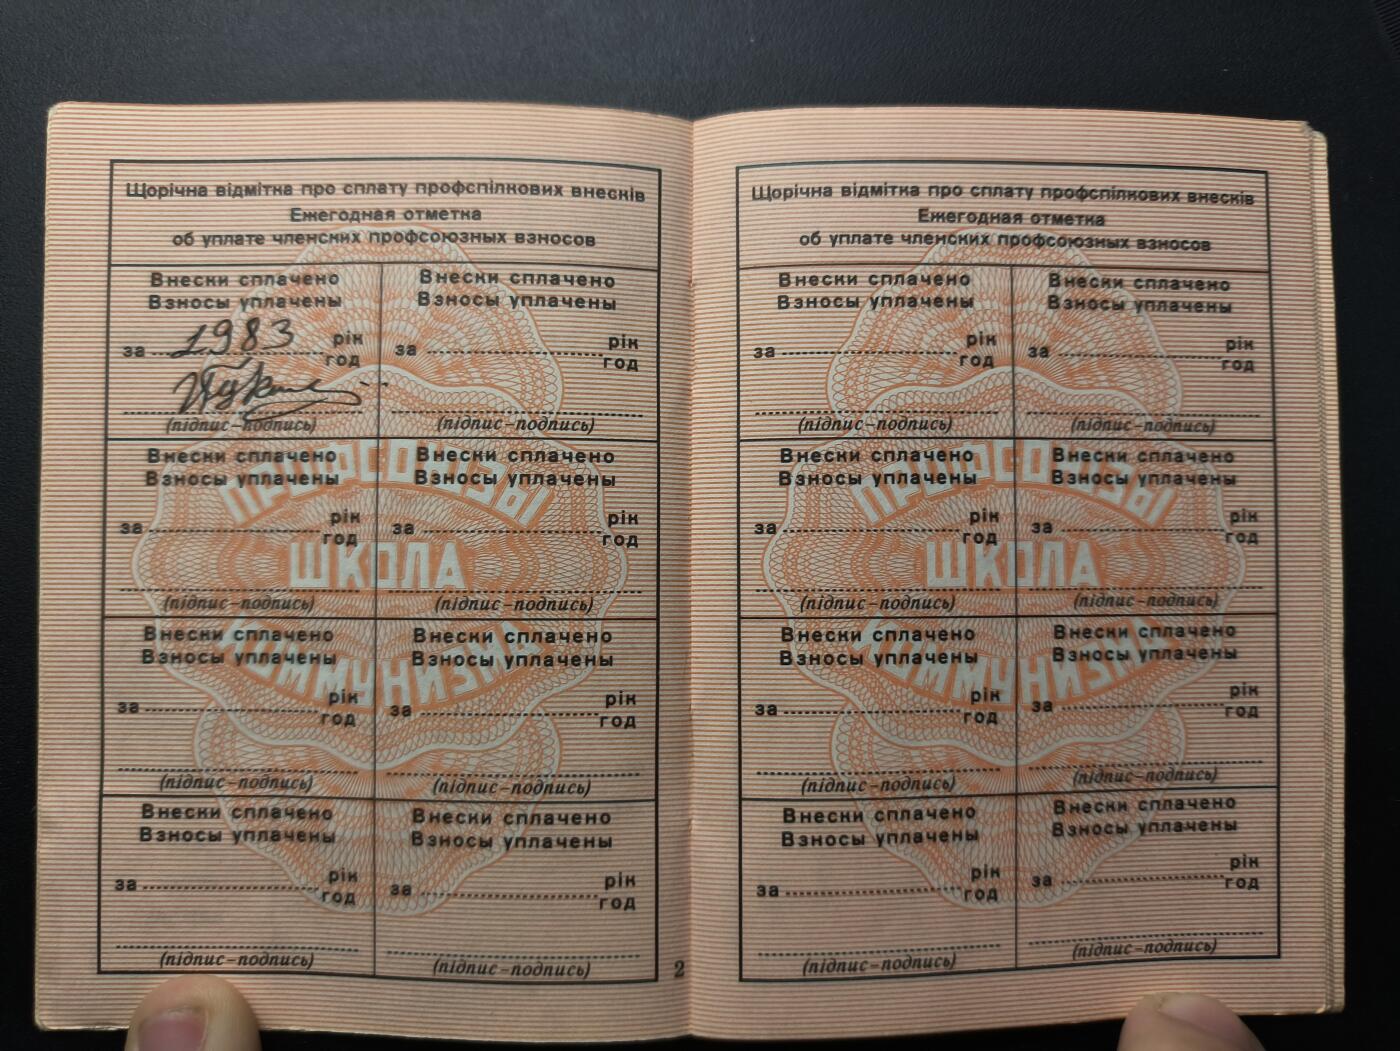 Щорічна відмітка про сплату профспілкових внесків
Ежегодная отметка
об уплате членских профсоюзных взносов
Внески сплачено
Взносы уплачены
за 1983 рік
год
(підпис–подпись)
Внески сплачено
Взносы уплачены
за рік
год
(підпис–подпись)
Внески сплачено
Взносы уплачены
за рік
год
(підпис–подпись)
Внески сплачено
Взносы уплачены
за рік
год
(підпис–подпись)
Внески сплачено
Взносы уплачены
за рік
год
(підпис–подпись)
Внески сплачено
Взносы уплачены
за рік
год
(підпис–подпись)
Внески сплачено
Взносы уплачены
за рік
год
(підпис–подпись)
Внески сплачено
Взносы уплачены
за рік
год
(підпис–подпись)
ПРОФСОЮЗЫ
ШКОЛА
КОММУНИЗМА
2
Щорічна відмітка про сплату профспілкових внесків
Ежегодная отметка
об уплате членских профсоюзных взносов
Внески сплачено
Взносы уплачены
за рік
год
(підпис–подпись)
Внески сплачено
Взносы уплачены
за рік
год
(підпис–подпись)
Внески сплачено
Взносы уплачены
за рік
год
(підпис–подпись)
Внески сплачено
Взносы уплачены
за рік
год
(підпис–подпись)
Внески сплачено
Взносы уплачены
за рік
год
(підпис–подпись)
Внески сплачено
Взносы уплачены
за рік
год
(підпис–подпись)
Внески сплачено
Взносы уплачены
за рік
год
(підпис–подпись)
Внески сплачено
Взносы уплачены
за рік
год
(підпис–подпись)
ПРОФСОЮЗЫ
ШКОЛА
КОММУНИЗМА